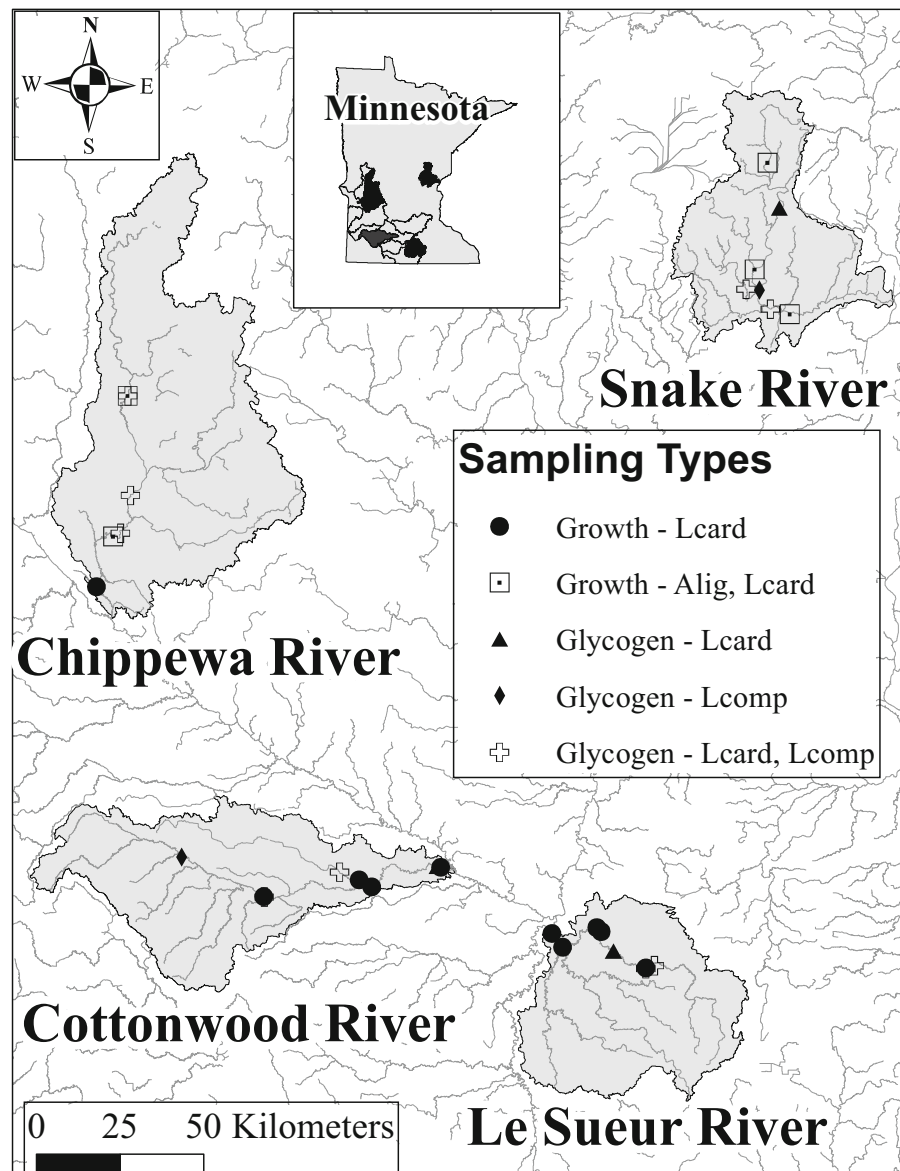 N
W E
S
Minnesota
Snake River
Sampling Types
Growth - Lcard
Growth - Alig, Lcard
Glycogen - Lcard
Glycogen - Lcomp
Glycogen - Lcard, Lcomp
Chippewa River
Cottonwood River
Le Sueur River
0 25 50 Kilometers